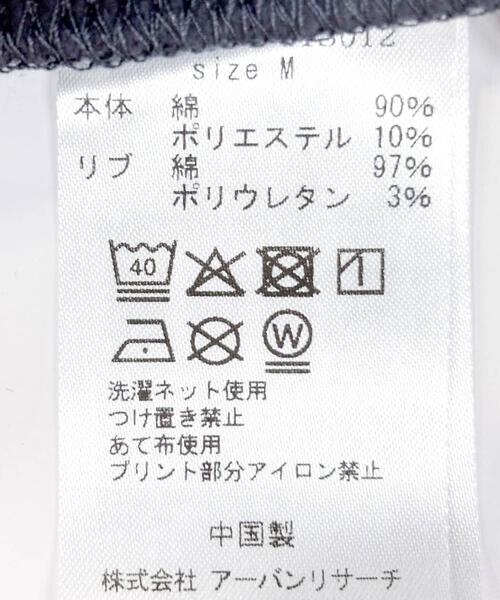 size M
本体 綿 90%
ポリエステル 10%
リブ 綿 97%
ポリウレタン 3%
40
W
洗濯ネット使用
つけ置き禁止
あて布使用
プリント部分アイロン禁止
中国製
株式会社 アーバンリサーチ